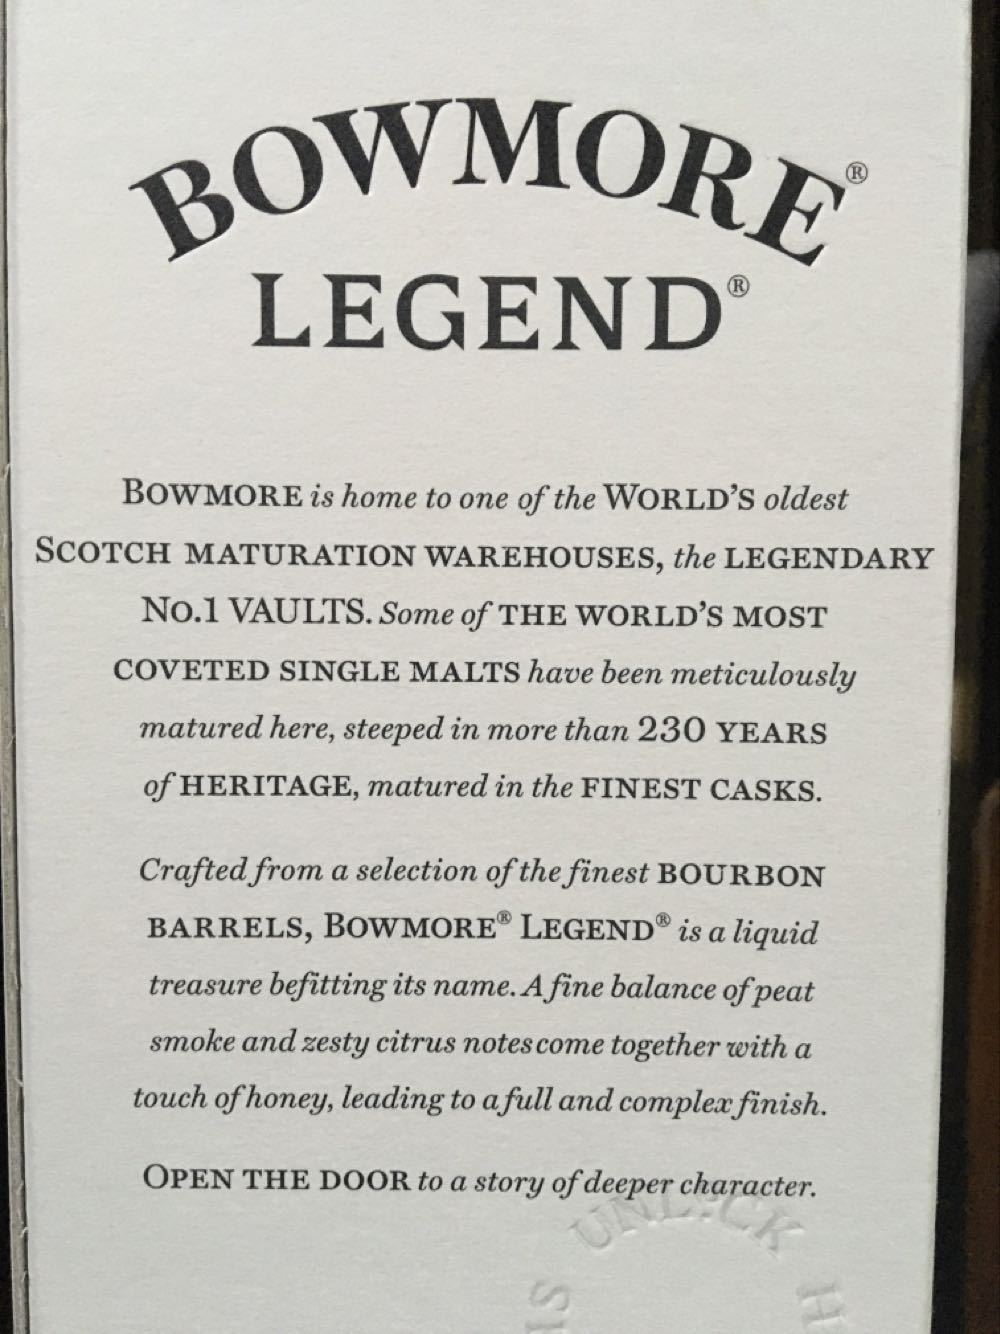 BOWMORE®
LEGEND®
BOWMORE is home to one of the WORLD'S oldest
SCOTCH MATURATION WAREHOUSES, the LEGENDARY
NO.1 VAULTS. Some of THE WORLD'S MOST
COVETED SINGLE MALTS have been meticulously
matured here, steeped in more than 230 YEARS
of HERITAGE, matured in the FINEST CASKS.
Crafted from a selection of the finest BOURBON
BARRELS, BOWMORE® LEGEND® is a liquid
treasure befitting its name. A fine balance of peat
smoke and zesty citrus notes come together with a
touch of honey, leading to a full and complex finish.
OPEN THE DOOR to a story of deeper character.
UNLOCK